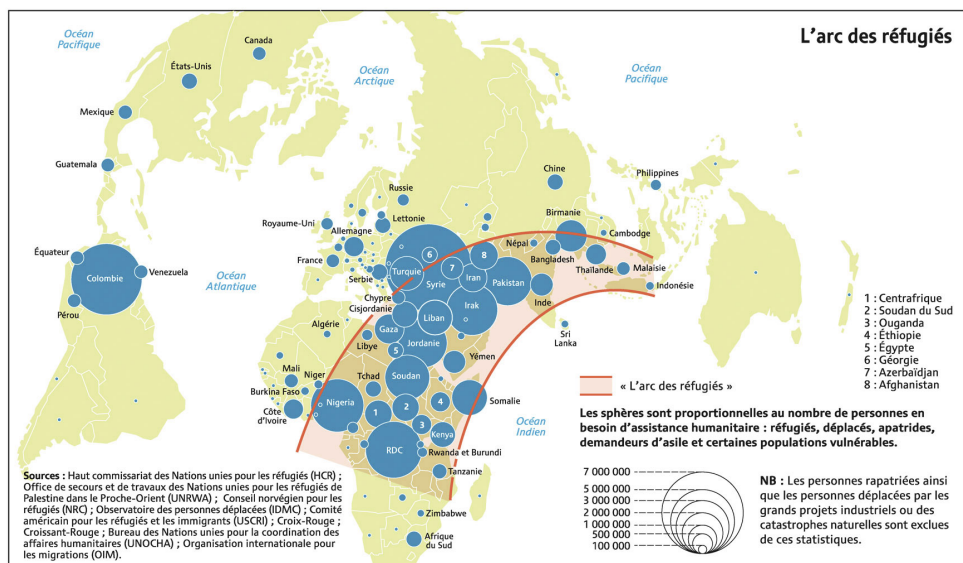 L'arc des réfugiés
Océan
Pacifique
Canada
États-Unis
Océan
Arctique
Océan
Pacifique
Mexique
Guatemala
Chine
Philippines
Russie
Royaume-Uni
Lettonie
Allemagne
Birmanie
Cambodge
Népal
Bangladesh
Équateur
France
Colombie
Venezuela
Océan
Atlantique
Serbie
Turquie
6
7
8
Syrie
Iran
Pakistan
Thaïlande
Malaisie
Indonésie
Inde
Pérou
Chypre
Cisjordanie
Irak
Liban
Gaza
Algérie
Libye
Jordanie
5
Sri
Lanka
Yémen
Mali
Niger
Tchad
Soudan
Burkina Faso
Nigeria
Côte
d'Ivoire
1
2
4
3
Somalie
Océan
Indien
Kenya
RDC
Rwanda et Burundi
Tanzanie
Zimbabwe
Afrique
du Sud
1 : Centrafrique
2 : Soudan du Sud
3 : Ouganda
4 : Éthiopie
5 : Égypte
6 : Géorgie
7 : Azerbaïdjan
8 : Afghanistan
« L'arc des réfugiés »
Les sphères sont proportionnelles au nombre de personnes en
besoin d'assistance humanitaire : réfugiés, déplacés, apatrides,
demandeurs d'asile et certaines populations vulnérables.
7 000 000
5 000 000
3 000 000
2 000 000
1 000 000
500 000
100 000
NB : Les personnes rapatriées ainsi
que les personnes déplacées par les
grands projets industriels ou des
catastrophes naturelles sont exclues
de ces statistiques.
Sources : Haut commissariat des Nations unies pour les réfugiés (HCR) ;
Office de secours et de travaux des Nations unies pour les réfugiés de
Palestine dans le Proche-Orient (UNRWA) ; Conseil norvégien pour les
réfugiés (NRC) ; Observatoire des personnes déplacées (IDMC) ; Comité
américain pour les réfugiés et les immigrants (USCRI) ; Croix-Rouge ;
Croissant-Rouge ; Bureau des Nations unies pour la coordination des
affaires humanitaires (UNOCHA) ; Organisation internationale pour
les migrations (OIM).